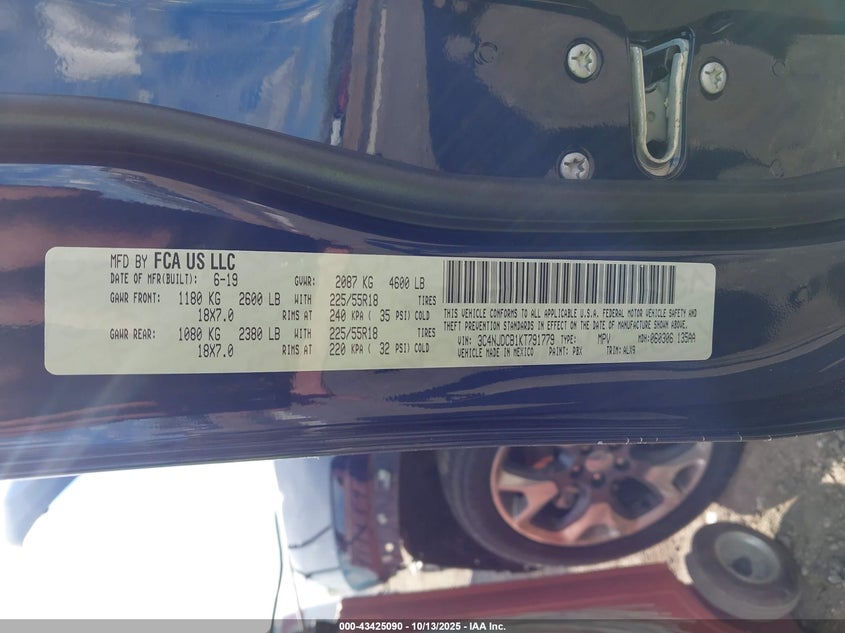 MFD BY FCA US LLC
DATE OF MFR(BUILT): 6-19 GVWR: 2087 KG 4600 LB
GAWR FRONT: 1180 KG 2600 LB WITH 225/55R18 TIRES
18X7.0 RIMS AT 240 KPA ( 35 PSI) COLD
GAWR REAR: 1080 KG 2380 LB WITH 225/55R18 TIRES
18X7.0 RIMS AT 220 KPA ( 32 PSI) COLD
THIS VEHICLE CONFORMS TO ALL APPLICABLE U.S.A. FEDERAL MOTOR VEHICLE SAFETY AND
THEFT PREVENTION STANDARDS IN EFFECT ON THE DATE OF MANUFACTURE SHOWN ABOVE.
VIN: 3C4NJDCB1KT791779 TYPE: MPV MDH: 060306 135AA
MADE IN MEXICO PAINT: PBX TRIM: ALX9
000-43425090 - 10/13/2025 - IAA Inc.